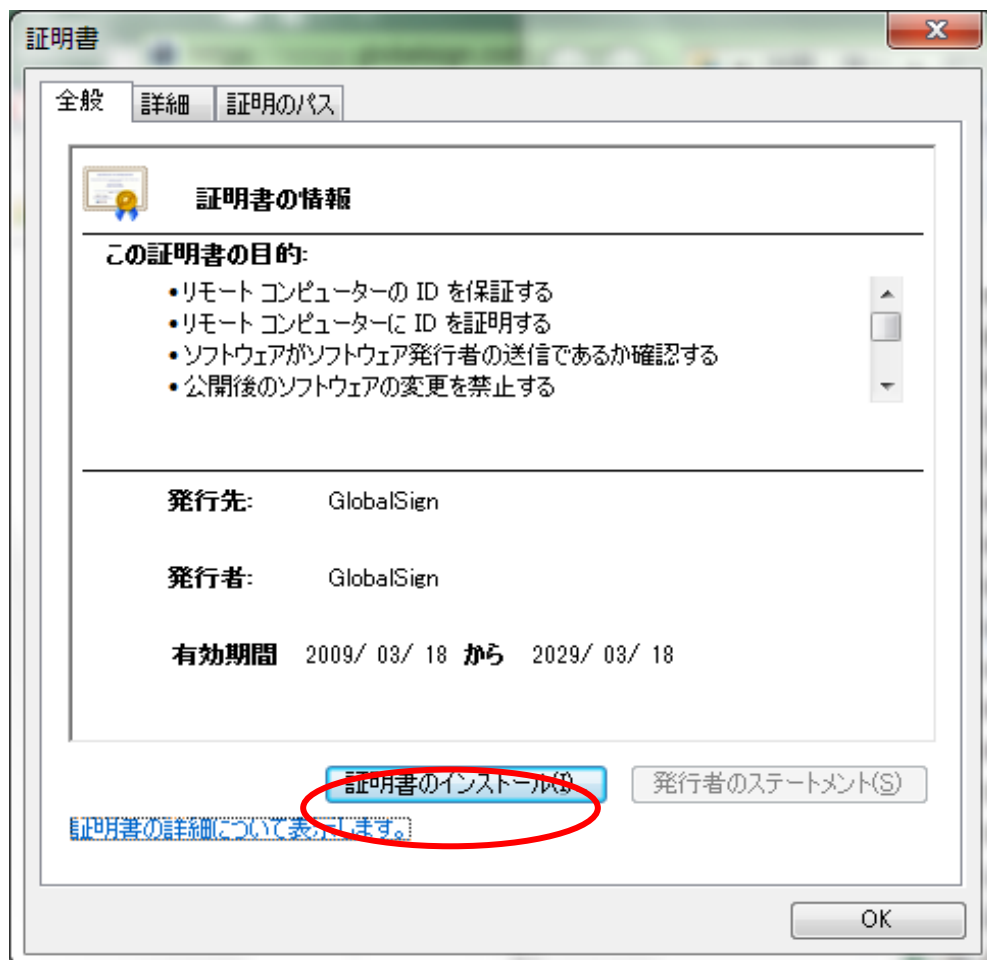 証明書
全般 詳細 証明のパス
証明書の情報
この証明書の目的:
•リモート コンピューターの ID を保証する
•リモート コンピューターに ID を証明する
•ソフトウェアがソフトウェア発行者の送信であるか確認する
•公開後のソフトウェアの変更を禁止する
発行先: GlobalSign
発行者: GlobalSign
有効期間 2009/ 03/ 18 から 2029/ 03/ 18
証明書のインストール(I) 発行者のステートメント(S)
証明書の詳細について表示します。
OK